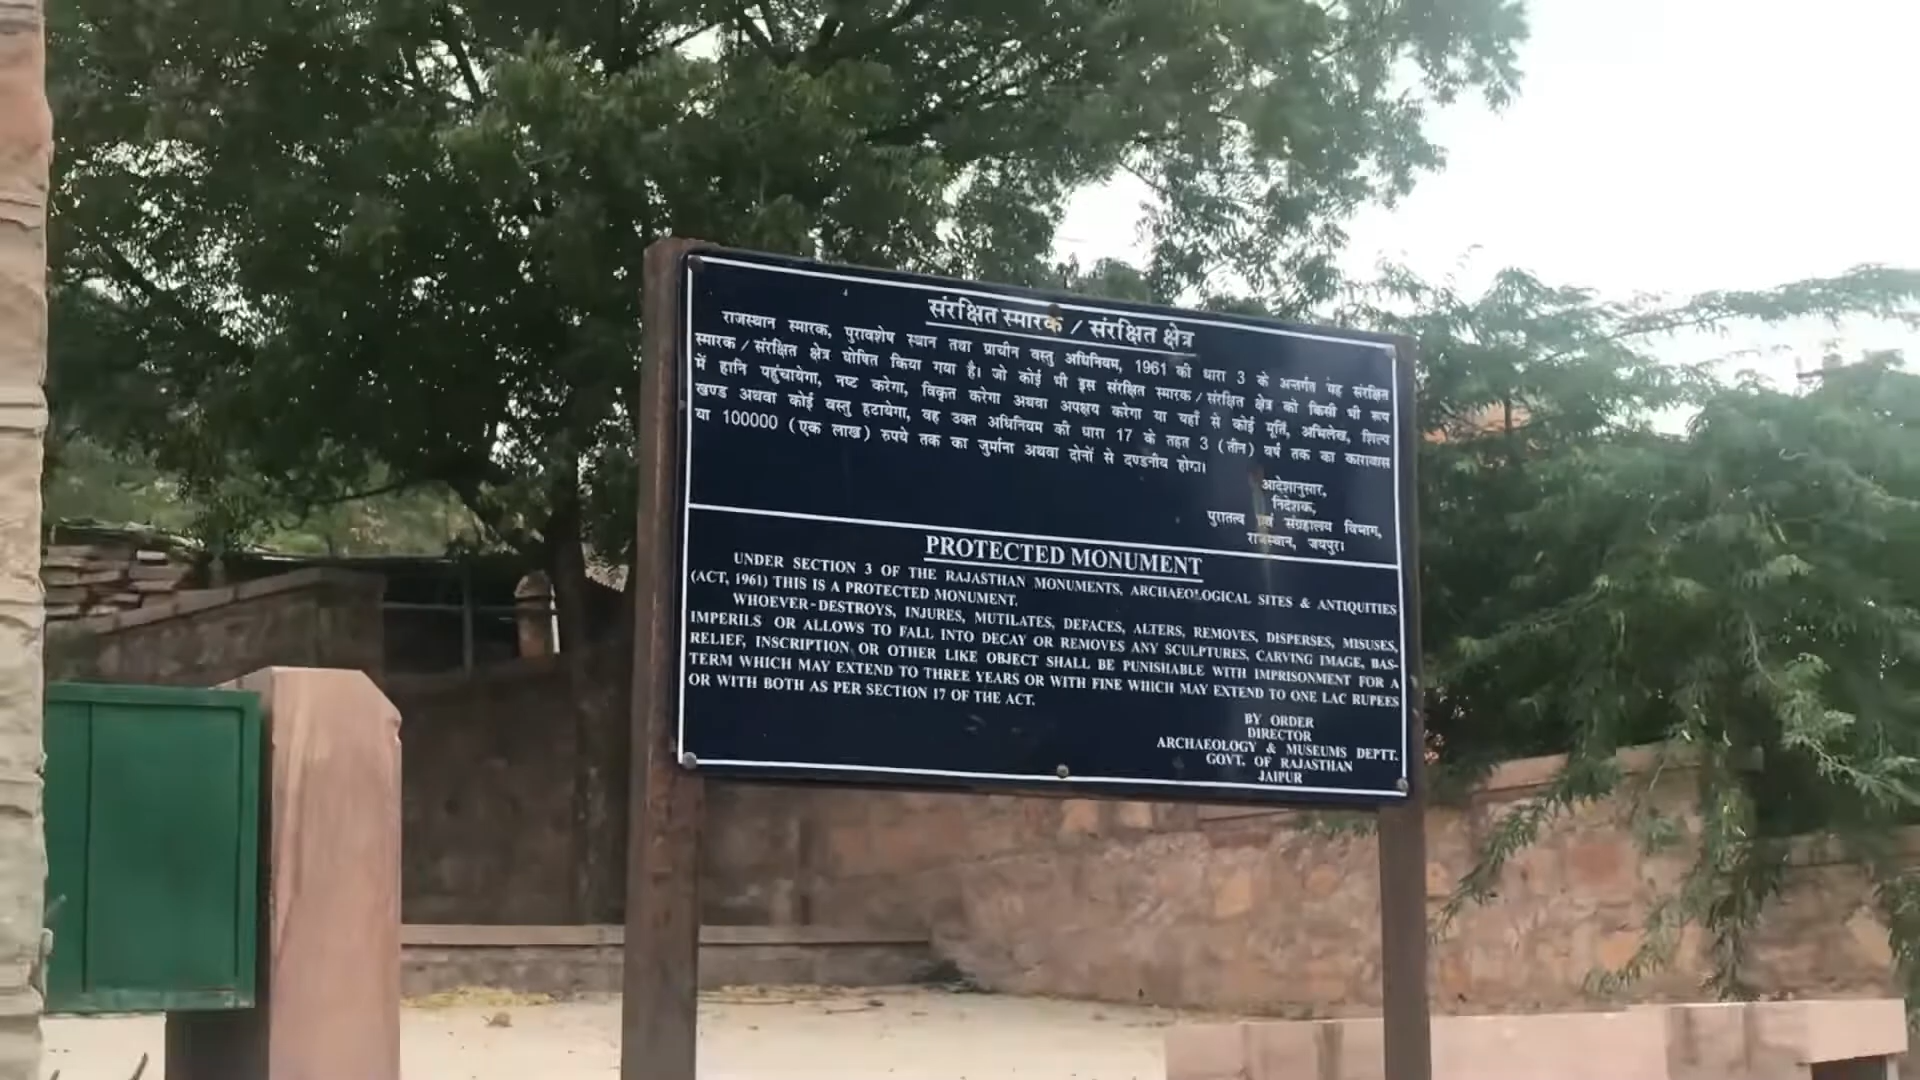 संरक्षित स्मारक / संरक्षित क्षेत्र
राजस्थान स्मारक, पुरावशेष स्थान तथा प्राचीन वस्तु अधिनियम, 1961 की धारा 3 के अन्तर्गत यह संरक्षित
स्मारक / संरक्षित क्षेत्र घोषित किया गया है। जो कोई भी इस संरक्षित स्मारक / संरक्षित क्षेत्र को किसी भी रूप
में हानि पहुंचायेगा, नष्ट करेगा, विकृत करेगा अथवा अपक्षय करेगा या यहाँ से कोई मूर्ति, अभिलेख, शिल्प
खण्ड अथवा कोई वस्तु हटायेगा, वह उक्त अधिनियम की धारा 17 के तहत 3 (तीन) वर्ष तक का कारावास
या 100000 (एक लाख) रुपये तक का जुर्माना अथवा दोनों से दण्डनीय होगा।
आदेशानुसार,
निदेशक,
पुरातत्व एवं संग्रहालय विभाग,
राजस्थान, जयपुर।
PROTECTED MONUMENT
UNDER SECTION 3 OF THE RAJASTHAN MONUMENTS, ARCHAEOLOGICAL SITES & ANTIQUITIES
(ACT, 1961) THIS IS A PROTECTED MONUMENT.
WHOEVER-DESTROYS, INJURES, MUTILATES, DEFACES, ALTERS, REMOVES, DISPERSES, MISUSES,
IMPERILS OR ALLOWS TO FALL INTO DECAY OR REMOVES ANY SCULPTURES, CARVING IMAGE, BAS-
RELIEF, INSCRIPTION OR OTHER LIKE OBJECT SHALL BE PUNISHABLE WITH IMPRISONMENT FOR A
TERM WHICH MAY EXTEND TO THREE YEARS OR WITH FINE WHICH MAY EXTEND TO ONE LAC RUPEES
OR WITH BOTH AS PER SECTION 17 OF THE ACT.
BY ORDER
DIRECTOR
ARCHAEOLOGY & MUSEUMS DEPTT.
GOVT. OF RAJASTHAN
JAIPUR